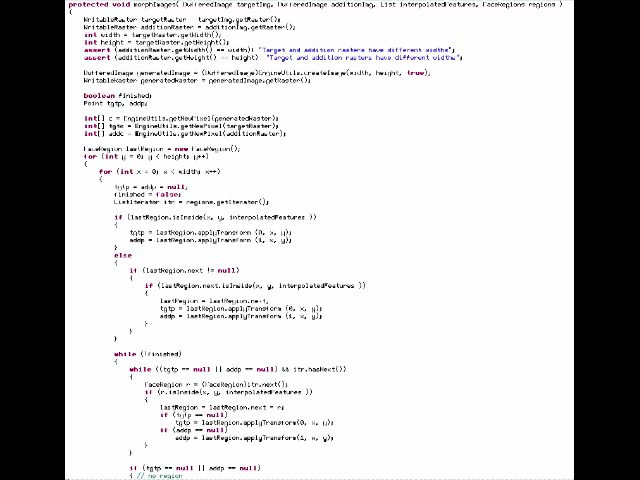 protected void morphImages( BufferedImage targetImg, BufferedImage additionImg, List interpolatedFeatures, FaceRegions regions )
{
WritableRaster targetRaster = targetImg.getRaster();
WritableRaster additionRaster = additionImg.getRaster();
int width = targetRaster.getWidth();
int height = targetRaster.getHeight();
assert (additionRaster.getWidth() == width): "Target and addition rasters have different widths";
assert (additionRaster.getHeight() == height): "Target and addition rasters have different widths";
BufferedImage generatedImage = (BufferedImage)EngineUtils.createImage(width, height, true);
WritableRaster generatedRaster = generatedImage.getRaster();
boolean finished;
Point tgtp, addp;
int[] c = EngineUtils.getNewPixel(generatedRaster);
int[] tgtc = EngineUtils.getNewPixel(targetRaster);
int[] addc = EngineUtils.getNewPixel(additionRaster);
FaceRegion lastRegion = new FaceRegion();
for (int y = 0; y < height; y++)
{
for (int x = 0; x < width; x++)
{
tgtp = addp = null;
finished = false;
ListIterator itr = regions.getIterator();
if (lastRegion.isInside(x, y, interpolatedFeatures ))
{
tgtp = lastRegion.applyTransform (0, x, y);
addp = lastRegion.applyTransform (1, x, y);
}
else
{
if (lastRegion.next != null)
{
if (lastRegion.next.isInside(x, y, interpolatedFeatures ))
{
lastRegion = lastRegion.next;
tgtp = lastRegion.applyTransform (0, x, y);
addp = lastRegion.applyTransform (1, x, y);
}
}
}
while (!finished)
{
while ((tgtp == null || addp == null) && itr.hasNext())
{
FaceRegion r = (FaceRegion)itr.next();
if (r.isInside(x, y, interpolatedFeatures ))
{
lastRegion = lastRegion.next = r;
if (tgtp == null)
tgtp = lastRegion.applyTransform(0, x, y);
if (addp == null)
addp = lastRegion.applyTransform(1, x, y);
}
}
if (tgtp == null || addp == null)
{ // no region